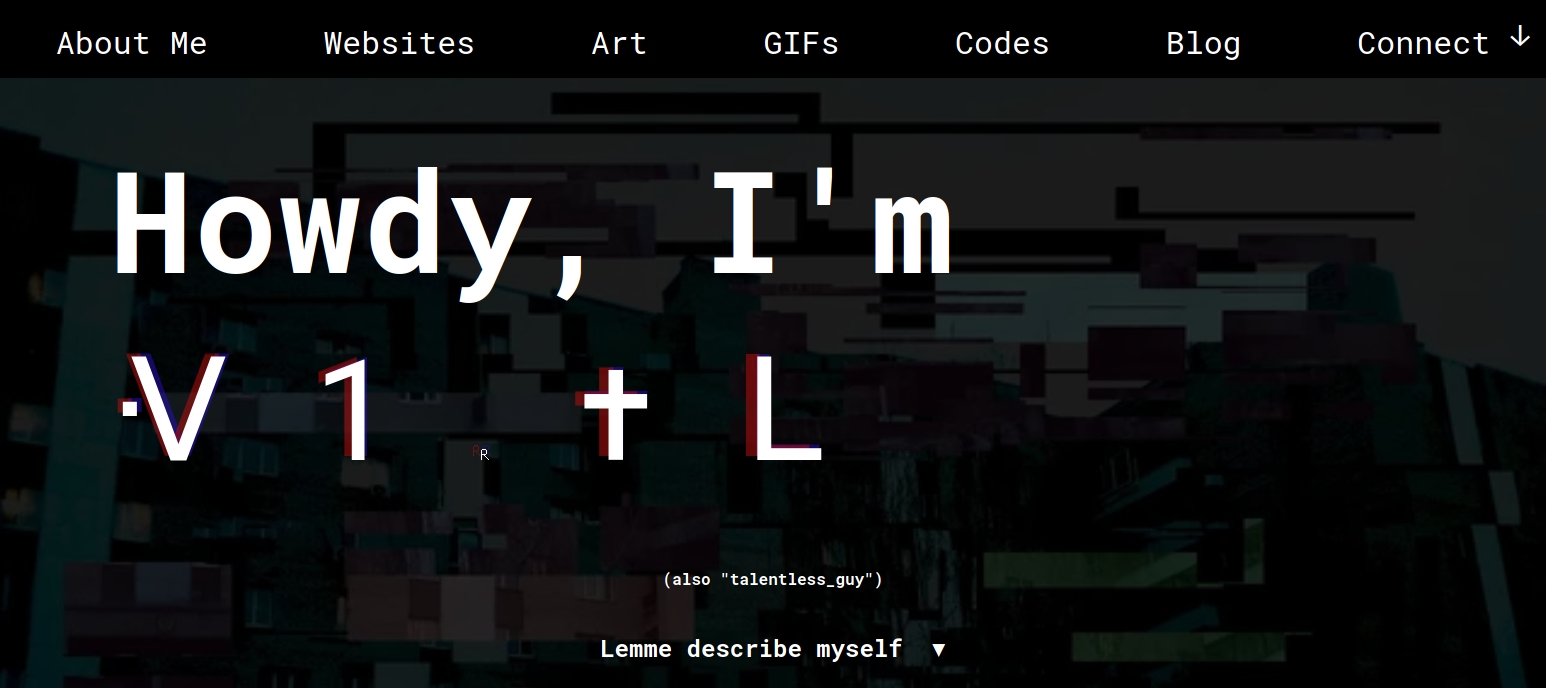 About Me Websites Art GIFs Codes Blog Connect ↓
Howdy, I'm
·V 1 ʀ † L
(also "talentless_guy")
Lemme describe myself ▼